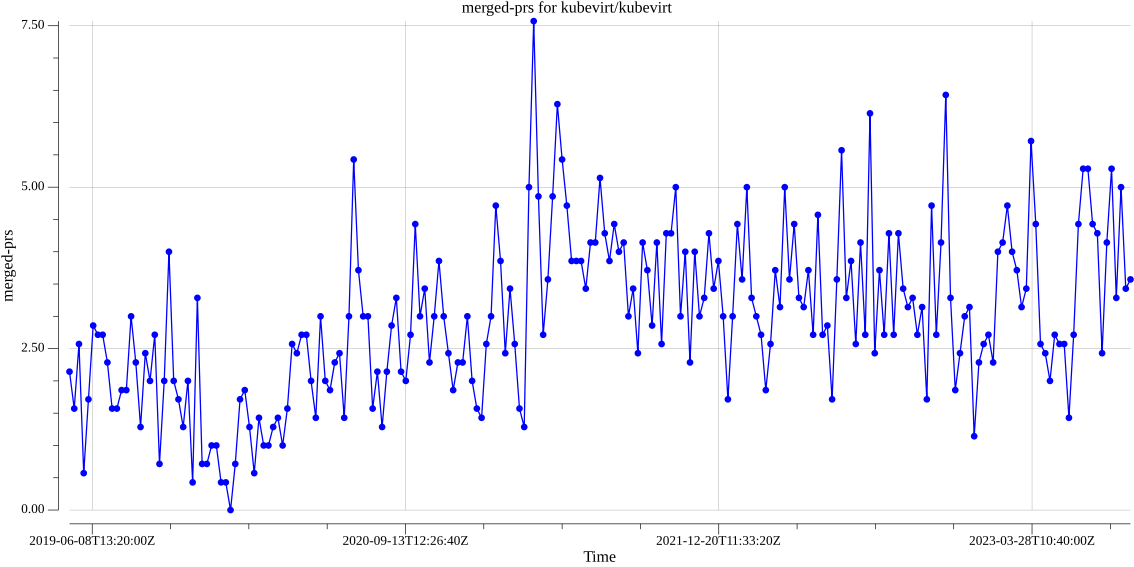 merged-prs for kubevirt/kubevirt
7.50
5.00
2.50
0.00
merged-prs
2019-06-08T13:20:00Z
2020-09-13T12:26:40Z
2021-12-20T11:33:20Z
2023-03-28T10:40:00Z
Time